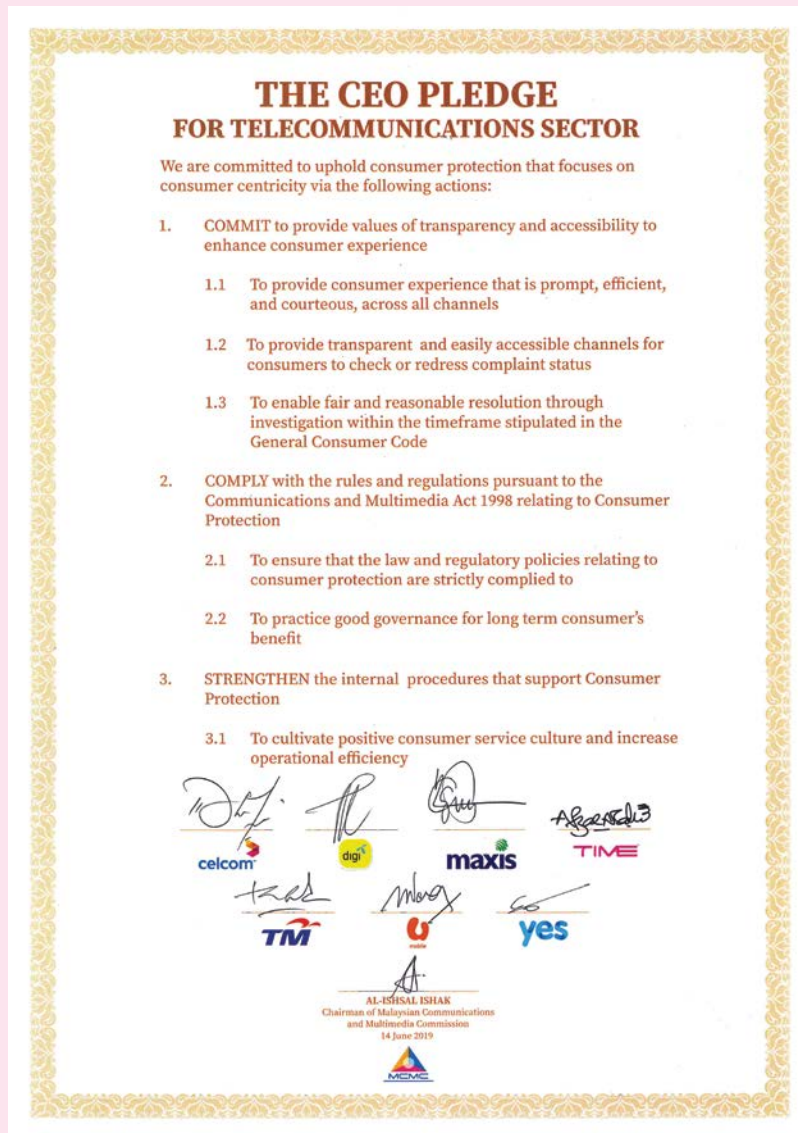 THE CEO PLEDGE
FOR TELECOMMUNICATIONS SECTOR
We are committed to uphold consumer protection that focuses on
consumer centricity via the following actions:
1. COMMIT to provide values of transparency and accessibility to
enhance consumer experience
1.1 To provide consumer experience that is prompt, efficient,
and courteous, across all channels
1.2 To provide transparent and easily accessible channels for
consumers to check or redress complaint status
1.3 To enable fair and reasonable resolution through
investigation within the timeframe stipulated in the
General Consumer Code
2. COMPLY with the rules and regulations pursuant to the
Communications and Multimedia Act 1998 relating to Consumer
Protection
2.1 To ensure that the law and regulatory policies relating to
consumer protection are strictly complied to
2.2 To practice good governance for long term consumer's
benefit
3. STRENGTHEN the internal procedures that support Consumer
Protection
3.1 To cultivate positive consumer service culture and increase
operational efficiency
celcom digi maxis TIME
TM U mobile yes
AL-ISHSAL ISHAK
Chairman of Malaysian Communications
and Multimedia Commission
14 June 2019
MCMC